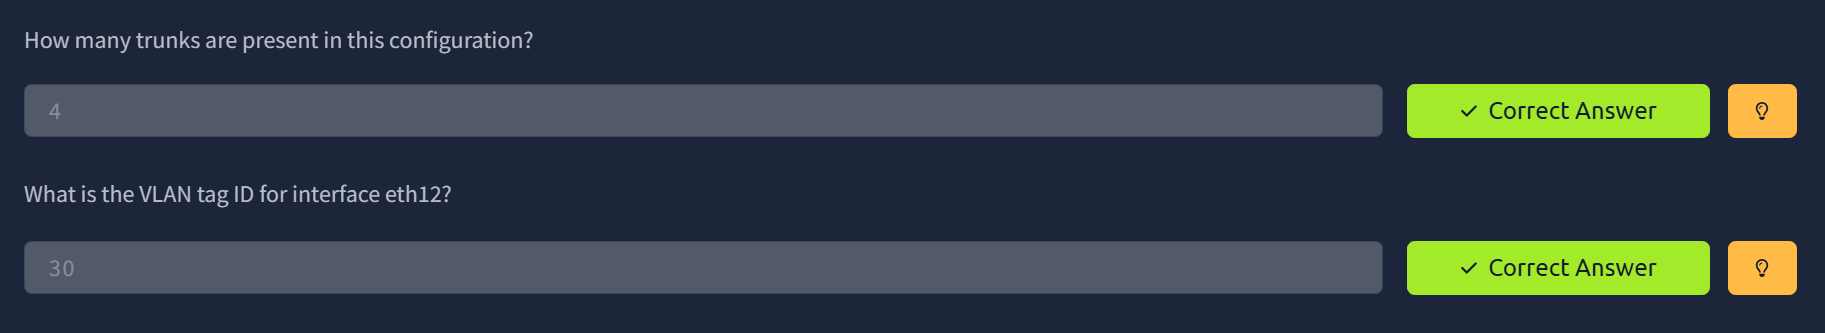 How many trunks are present in this configuration?
4
Correct Answer
What is the VLAN tag ID for interface eth12?
30
Correct Answer